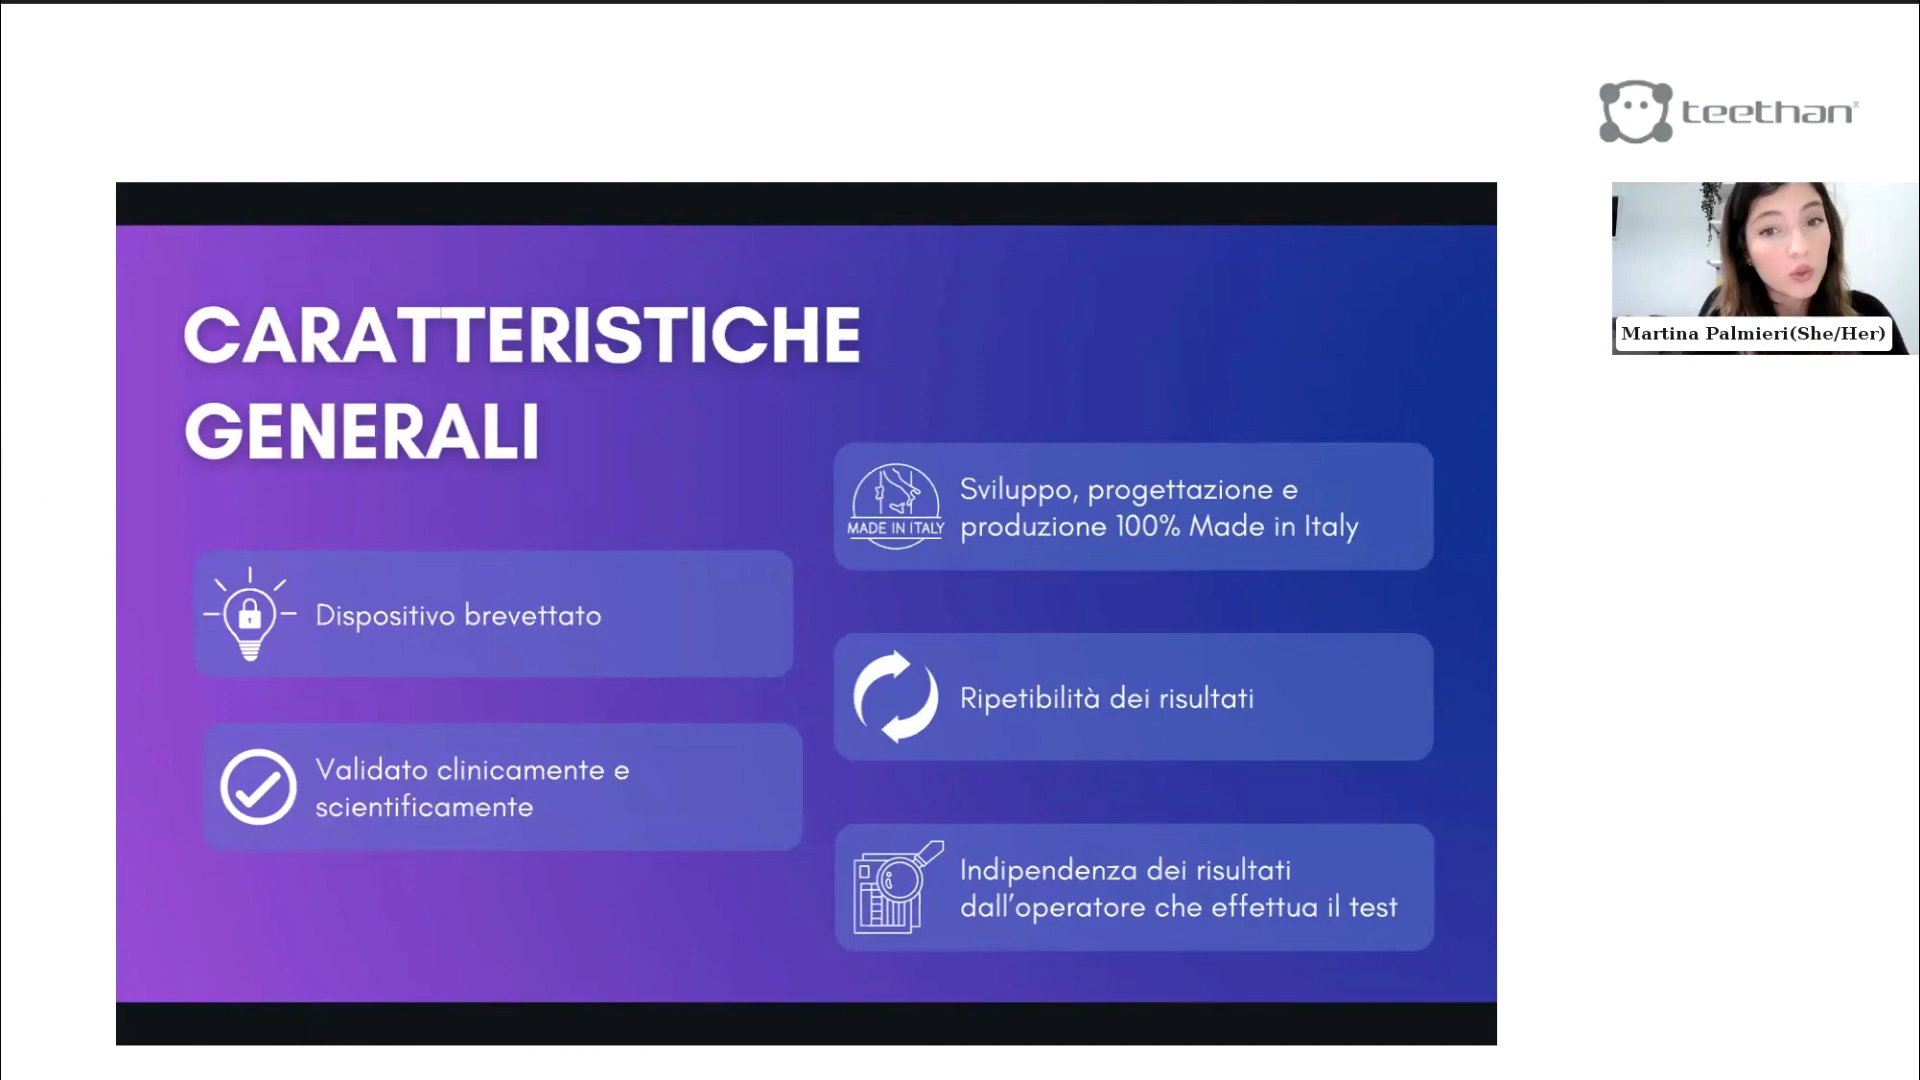 teethan®
Martina Palmieri(She/Her)
CARATTERISTICHE
GENERALI
Dispositivo brevettato
Validato clinicamente e
scientificamente
MADE IN ITALY
Sviluppo, progettazione e
produzione 100% Made in Italy
Ripetibilità dei risultati
i
Indipendenza dei risultati
dall’operatore che effettua il test